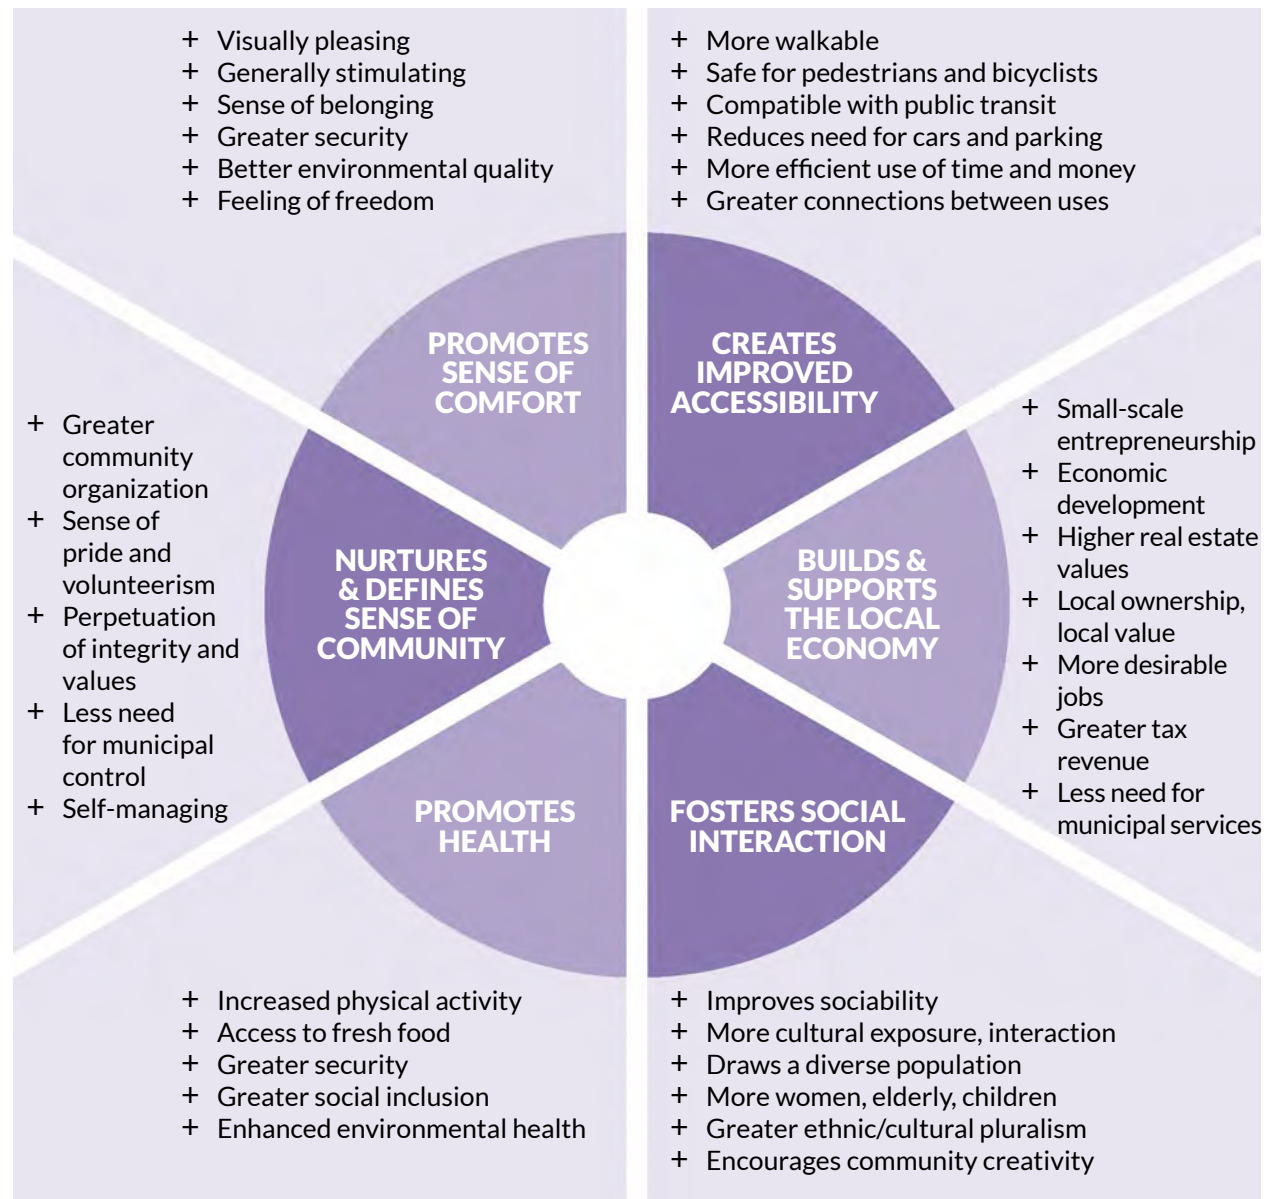 + Visually pleasing
+ Generally stimulating
+ Sense of belonging
+ Greater security
+ Better environmental quality
+ Feeling of freedom
+ More walkable
+ Safe for pedestrians and bicyclists
+ Compatible with public transit
+ Reduces need for cars and parking
+ More efficient use of time and money
+ Greater connections between uses
PROMOTES
SENSE OF
COMFORT
CREATES
IMPROVED
ACCESSIBILITY
+ Greater
community
organization
+ Sense of
pride and
volunteerism
+ Perpetuation
of integrity and
values
+ Less need
for municipal
control
+ Self-managing
NURTURES
& DEFINES
SENSE OF
COMMUNITY
BUILDS &
SUPPORTS
THE LOCAL
ECONOMY
+ Small-scale
entrepreneurship
+ Economic
development
+ Higher real estate
values
+ Local ownership,
local value
+ More desirable
jobs
+ Greater tax
revenue
+ Less need for
municipal services
PROMOTES
HEALTH
FOSTERS SOCIAL
INTERACTION
+ Increased physical activity
+ Access to fresh food
+ Greater security
+ Greater social inclusion
+ Enhanced environmental health
+ Improves sociability
+ More cultural exposure, interaction
+ Draws a diverse population
+ More women, elderly, children
+ Greater ethnic/cultural pluralism
+ Encourages community creativity